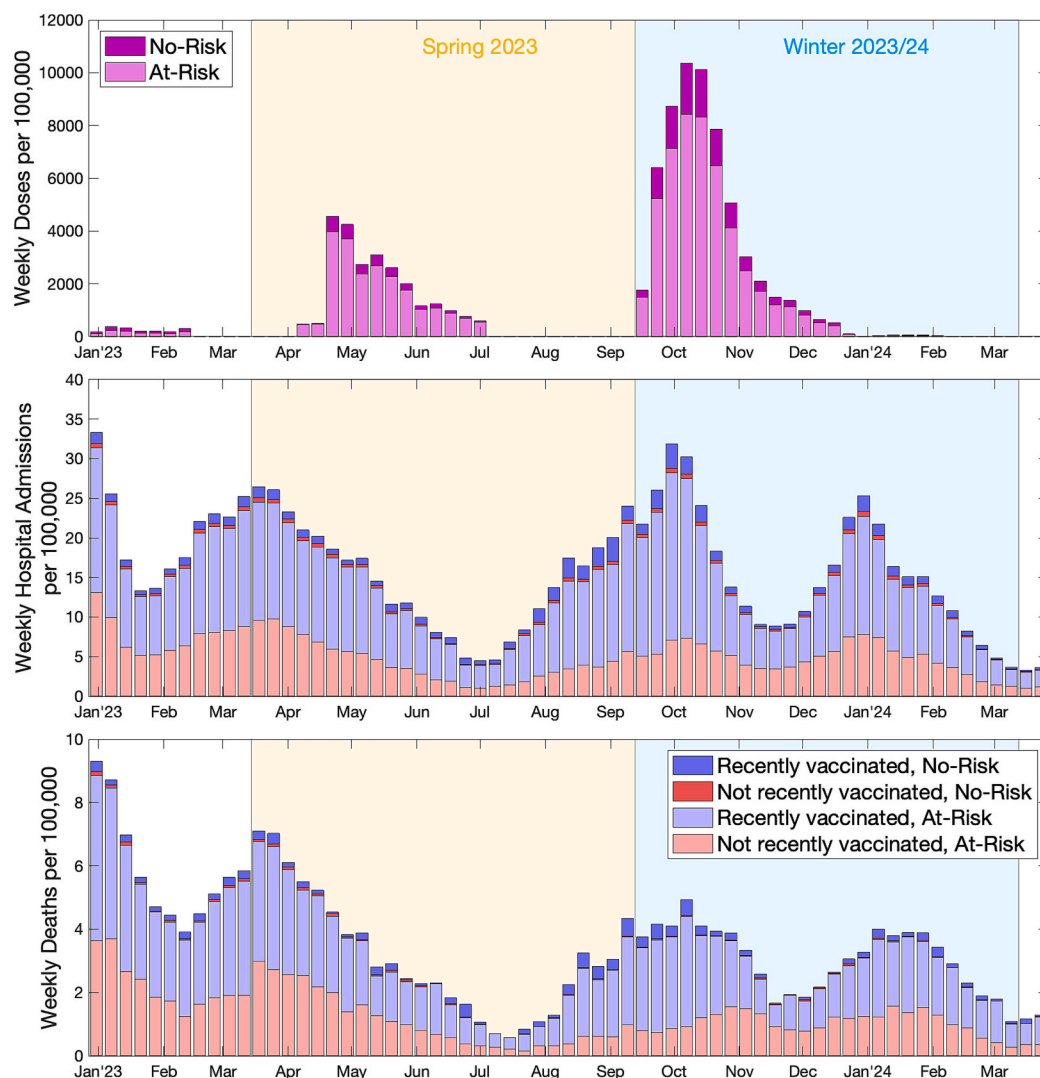 12000
10000
8000
6000
4000
2000
0
Weekly Doses per 100,000
No-Risk
At-Risk
Spring 2023
Winter 2023/24
Jan'23 Feb Mar Apr May Jun Jul Aug Sep Oct Nov Dec Jan'24 Feb Mar
40
35
30
25
20
15
10
5
0
Weekly Hospital Admissions
per 100,000
Jan'23 Feb Mar Apr May Jun Jul Aug Sep Oct Nov Dec Jan'24 Feb Mar
10
8
6
4
2
0
Weekly Deaths per 100,000
Recently vaccinated, No-Risk
Not recently vaccinated, No-Risk
Recently vaccinated, At-Risk
Not recently vaccinated, At-Risk
Jan'23 Feb Mar Apr May Jun Jul Aug Sep Oct Nov Dec Jan'24 Feb Mar